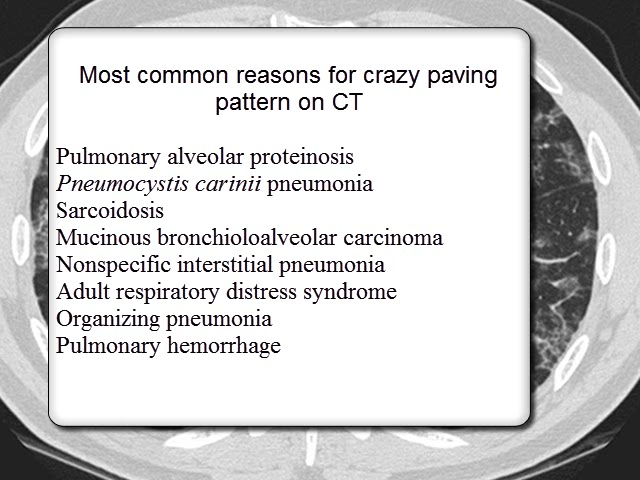 Most common reasons for crazy paving
pattern on CT
Pulmonary alveolar proteinosis
Pneumocystis carinii pneumonia
Sarcoidosis
Mucinous bronchioloalveolar carcinoma
Nonspecific interstitial pneumonia
Adult respiratory distress syndrome
Organizing pneumonia
Pulmonary hemorrhage